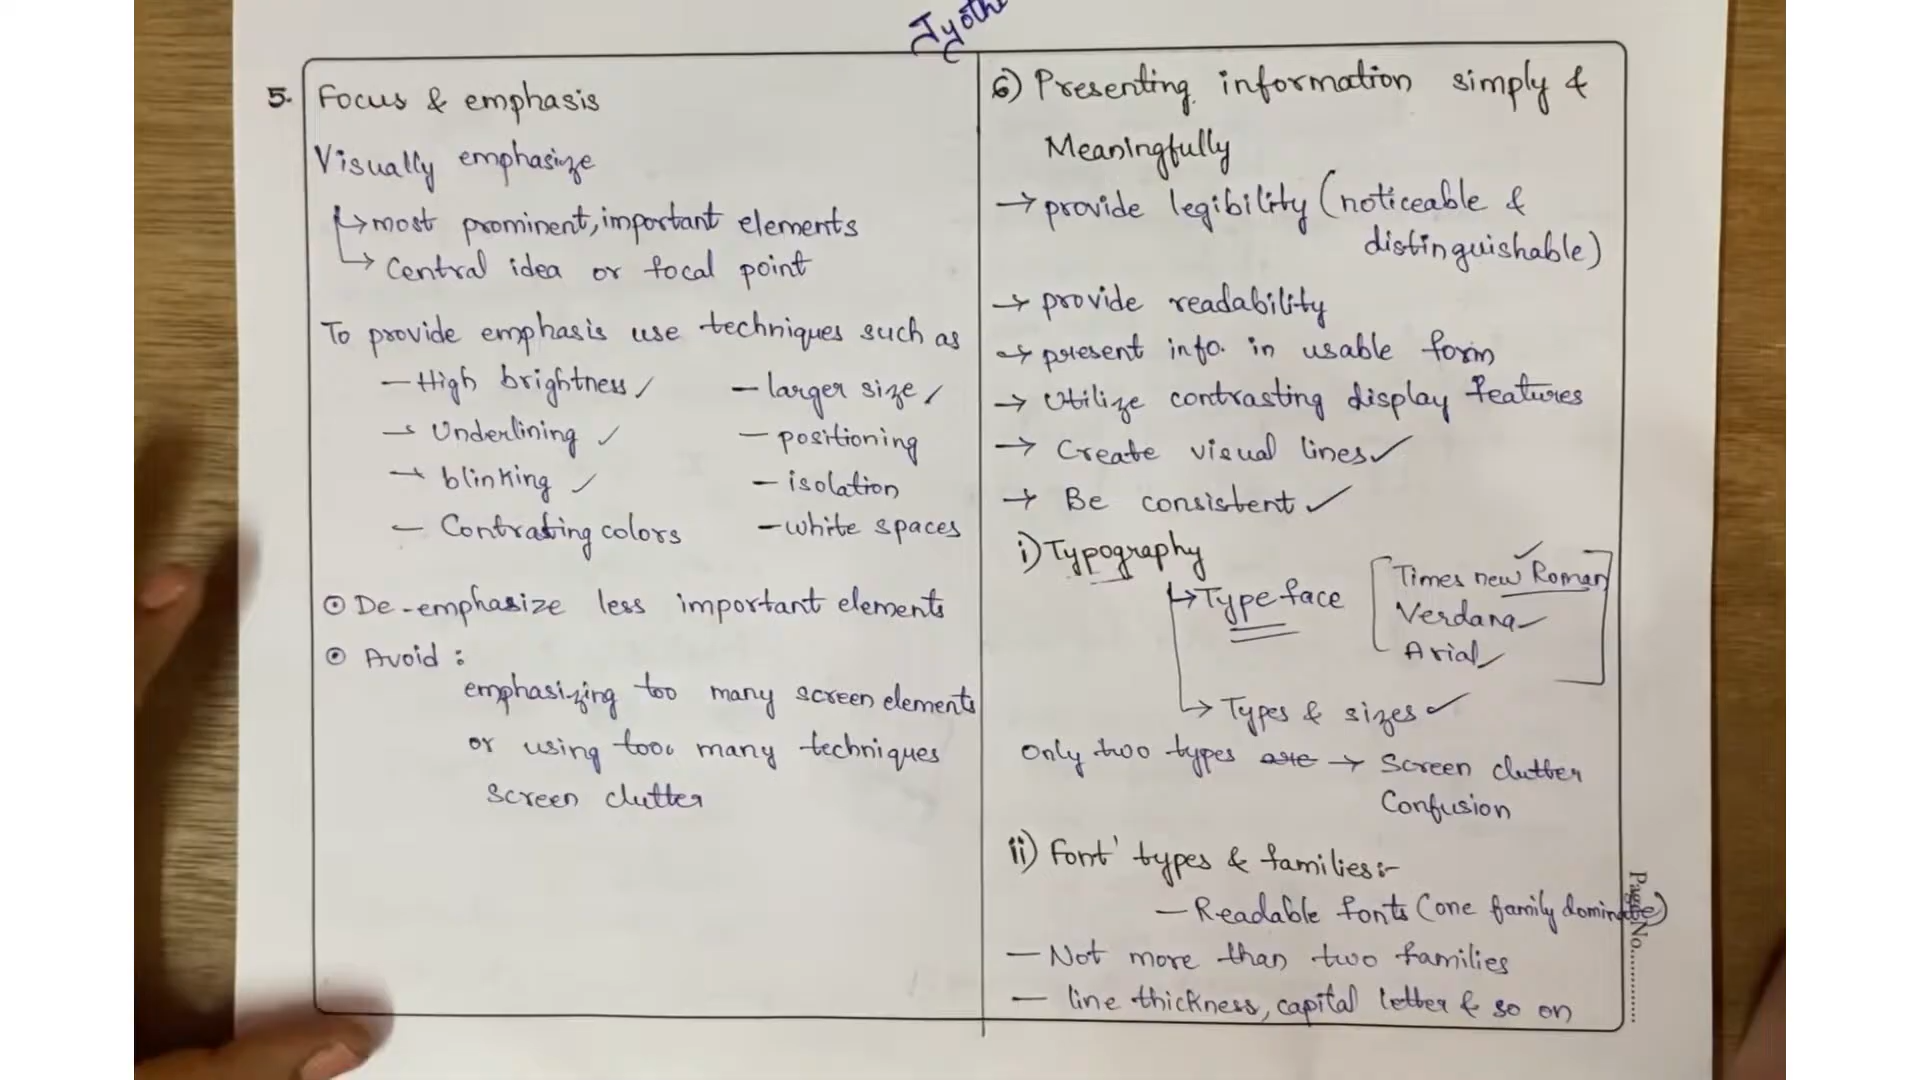 Jyothi
5. Focus & emphasis
Visually emphasize
↳ most prominent, important elements
↳ Central idea or focal point
To provide emphasis use techniques such as
— High brightness ✓ — larger size ✓
→ Underlining ✓ — positioning
→ blinking ✓ — isolation
— Contrasting colors — white spaces
⊙ De-emphasize less important elements
⊙ Avoid :
emphasizing too many screen elements
or using too many techniques
screen clutter
6) Presenting information simply &
Meaningfully
→ provide legibility (noticeable &
distinguishable)
→ provide readability
→ present info. in usable form
→ Utilize contrasting display features
→ Create visual lines ✓
→ Be consistent ✓
i) Typography
↳ Type face [Times new Roman
Verdana
Arial]
↳ Types & sizes ✓
Only two types are → Screen clutter
Confusion
ii) Font types & families :-
— Readable fonts (one family dominate)
— Not more than two families
— line thickness, capital letter & so on
Page No............